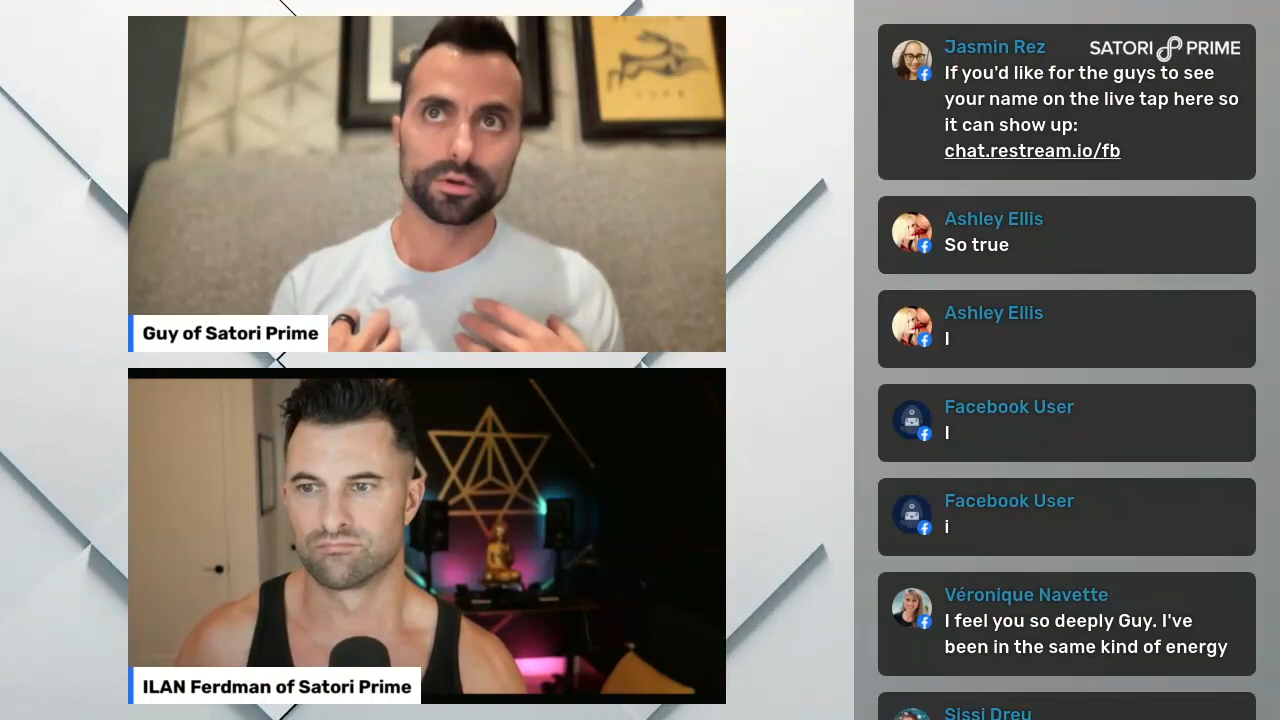 Guy of Satori Prime
ILAN Ferdman of Satori Prime
SATORI PRIME
Jasmin Rez
If you'd like for the guys to see
your name on the live tap here so
it can show up:
chat.restream.io/fb
Ashley Ellis
So true
Ashley Ellis
I
Facebook User
I
Facebook User
i
Véronique Navette
I feel you so deeply Guy. I've
been in the same kind of energy
Sissi Dreu